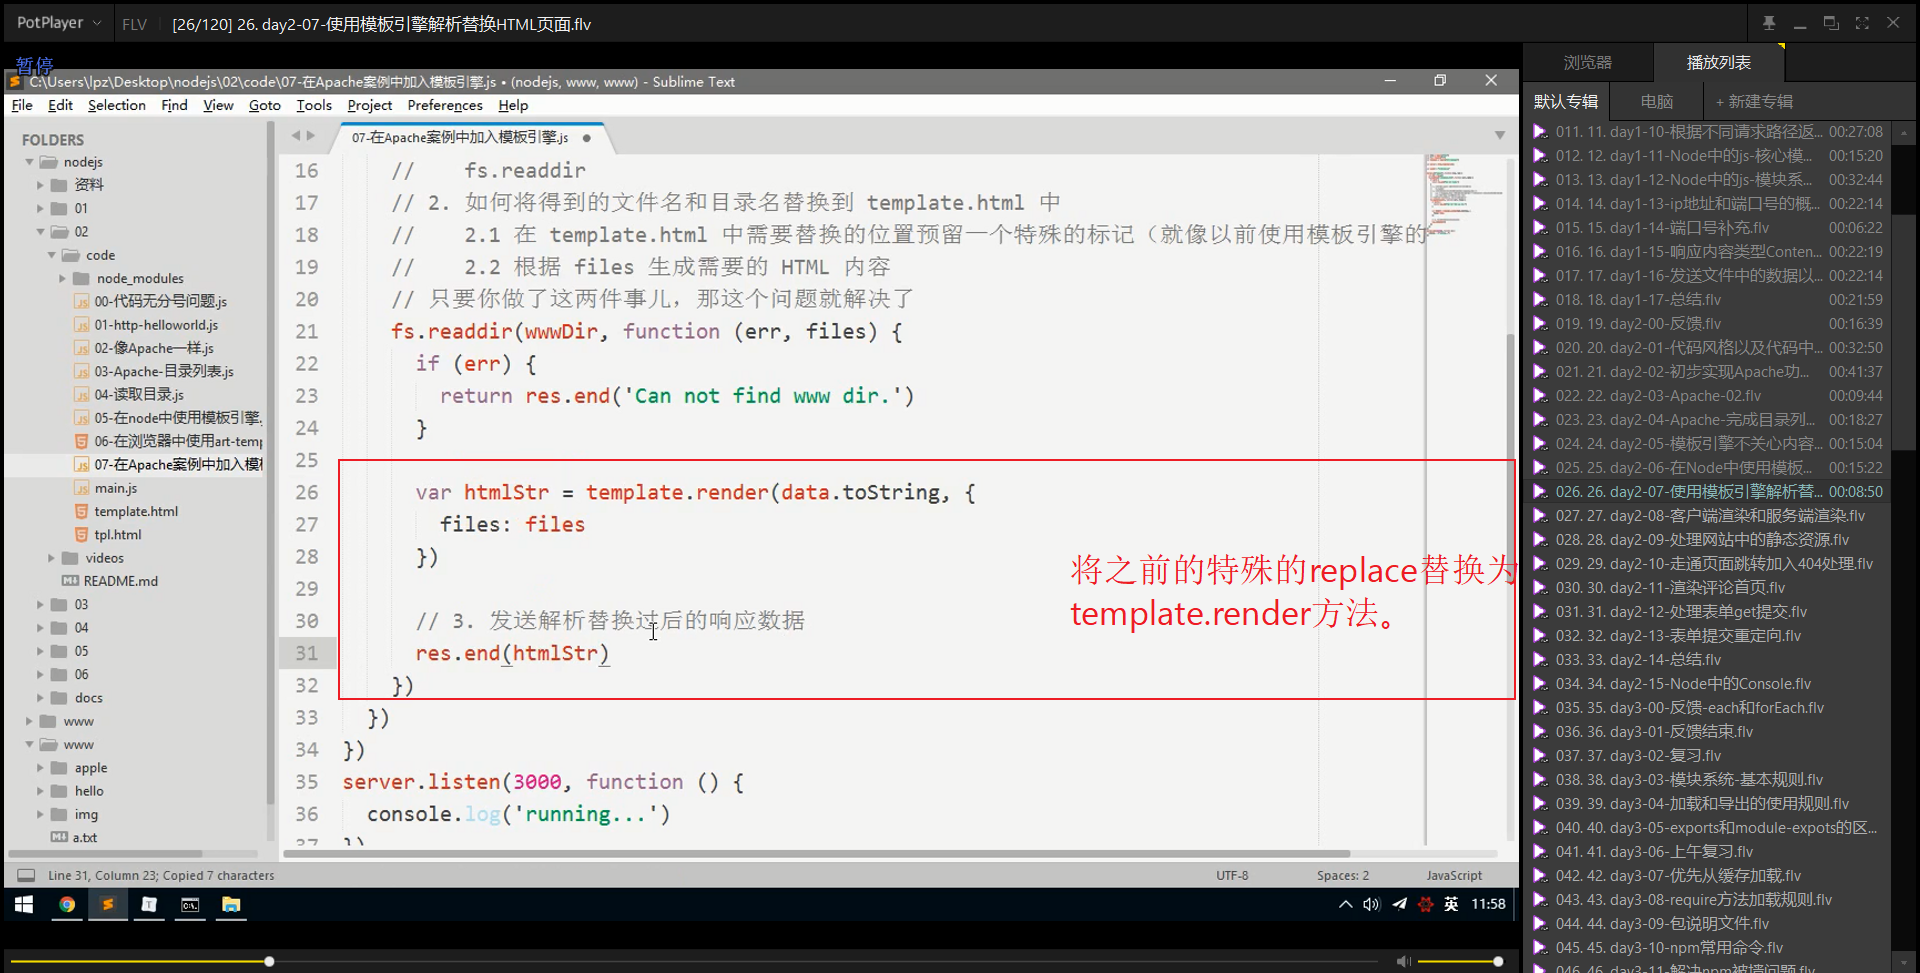 PotPlayer
FLV
[26/120] 26. day2-07-使用模板引擎解析替换HTML页面.flv
暂停
C:\Users\lpz\Desktop\nodejs\02\code\07-在Apache案例中加入模板引擎.js • (nodejs, www, www) - Sublime Text
File Edit Selection Find View Goto Tools Project Preferences Help
FOLDERS
nodejs
资料
01
02
code
node_modules
00-代码无分号问题.js
01-http-helloworld.js
02-像Apache一样.js
03-Apache-目录列表.js
04-读取目录.js
05-在node中使用模板引擎.
06-在浏览器中使用art-temp
07-在Apache案例中加入模
main.js
template.html
tpl.html
videos
README.md
03
04
05
06
docs
www
www
apple
hello
img
a.txt
07-在Apache案例中加入模板引擎.js
16 // fs.readdir
17 // 2. 如何将得到的文件名和目录名替换到 template.html 中
18 // 2.1 在 template.html 中需要替换的位置预留一个特殊的标记（就像以前使用模板引擎的
19 // 2.2 根据 files 生成需要的 HTML 内容
20 // 只要你做了这两件事儿，那这个问题就解决了
21 fs.readdir(wwwDir, function (err, files) {
22 if (err) {
23 return res.end('Can not find www dir.')
24 }
25
26 var htmlStr = template.render(data.toString, {
27 files: files
28 })
29
30 // 3. 发送解析替换过后的响应数据
31 res.end(htmlStr)
32 })
33 })
34 })
35 server.listen(3000, function () {
36 console.log('running...')
37 })
将之前的特殊的replace替换为
template.render方法。
Line 31, Column 23; Copied 7 characters
UTF-8
Spaces: 2
JavaScript
英
11:58
浏览器
播放列表
默认专辑
电脑
+ 新建专辑
011. 11. day1-10-根据不同请求路径返... 00:27:08
012. 12. day1-11-Node中的js-核心模... 00:15:20
013. 13. day1-12-Node中的js-模块系... 00:32:44
014. 14. day1-13-ip地址和端口号的概... 00:22:14
015. 15. day1-14-端口号补充.flv 00:06:22
016. 16. day1-15-响应内容类型Conten... 00:22:19
017. 17. day1-16-发送文件中的数据以... 00:22:14
018. 18. day1-17-总结.flv 00:21:59
019. 19. day2-00-反馈.flv 00:16:39
020. 20. day2-01-代码风格以及代码中... 00:32:50
021. 21. day2-02-初步实现Apache功... 00:41:37
022. 22. day2-03-Apache-02.flv 00:09:44
023. 23. day2-04-Apache-完成目录列... 00:18:27
024. 24. day2-05-模板引擎不关心内容... 00:15:04
025. 25. day2-06-在Node中使用模板... 00:15:22
026. 26. day2-07-使用模板引擎解析替... 00:08:50
027. 27. day2-08-客户端渲染和服务端渲染.flv
028. 28. day2-09-处理网站中的静态资源.flv
029. 29. day2-10-走通页面跳转加入404处理.flv
030. 30. day2-11-渲染评论首页.flv
031. 31. day2-12-处理表单get提交.flv
032. 32. day2-13-表单提交重定向.flv
033. 33. day2-14-总结.flv
034. 34. day2-15-Node中的Console.flv
035. 35. day3-00-反馈-each和forEach.flv
036. 36. day3-01-反馈结束.flv
037. 37. day3-02-复习.flv
038. 38. day3-03-模块系统-基本规则.flv
039. 39. day3-04-加载和导出的使用规则.flv
040. 40. day3-05-exports和module-expots的区...
041. 41. day3-06-上午复习.flv
042. 42. day3-07-优先从缓存加载.flv
043. 43. day3-08-require方法加载规则.flv
044. 44. day3-09-包说明文件.flv
045. 45. day3-10-npm常用命令.flv
046. 46. day3-11-解决npm被墙问题.flv